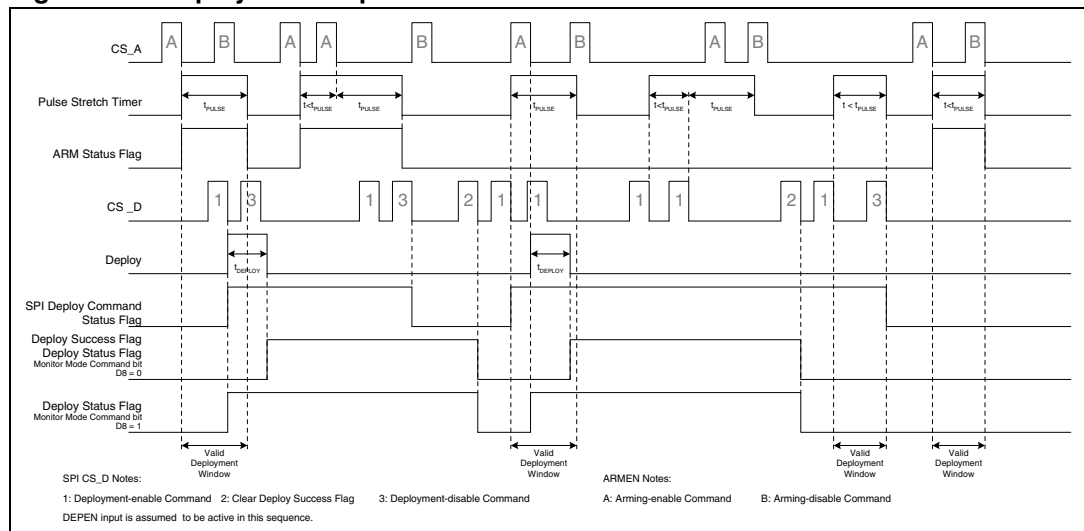 CS_A
A B A A B A B A B A B
Pulse Stretch Timer
tPULSE t<tPULSE tPULSE tPULSE t<tPULSE tPULSE t < tPULSE t<tPULSE
ARM Status Flag
CS _D
1 3 1 3 2 1 1 1 1 2 1 3
Deploy
tDEPLOY tDEPLOY
SPI Deploy Command
Status Flag
Deploy Success Flag
Deploy Status Flag
Monitor Mode Command bit
D8 = 0
Deploy Status Flag
Monitor Mode Command bit
D8 = 1
Valid
Deployment
Window
Valid
Deployment
Window
Valid
Deployment
Window
Valid
Deployment
Window
SPI CS_D Notes:
ARMEN Notes:
1: Deployment-enable Command 2: Clear Deploy Success Flag 3: Deployment-disable Command
A: Arming-enable Command B: Arming-disable Command
DEPEN input is assumed to be active in this sequence.